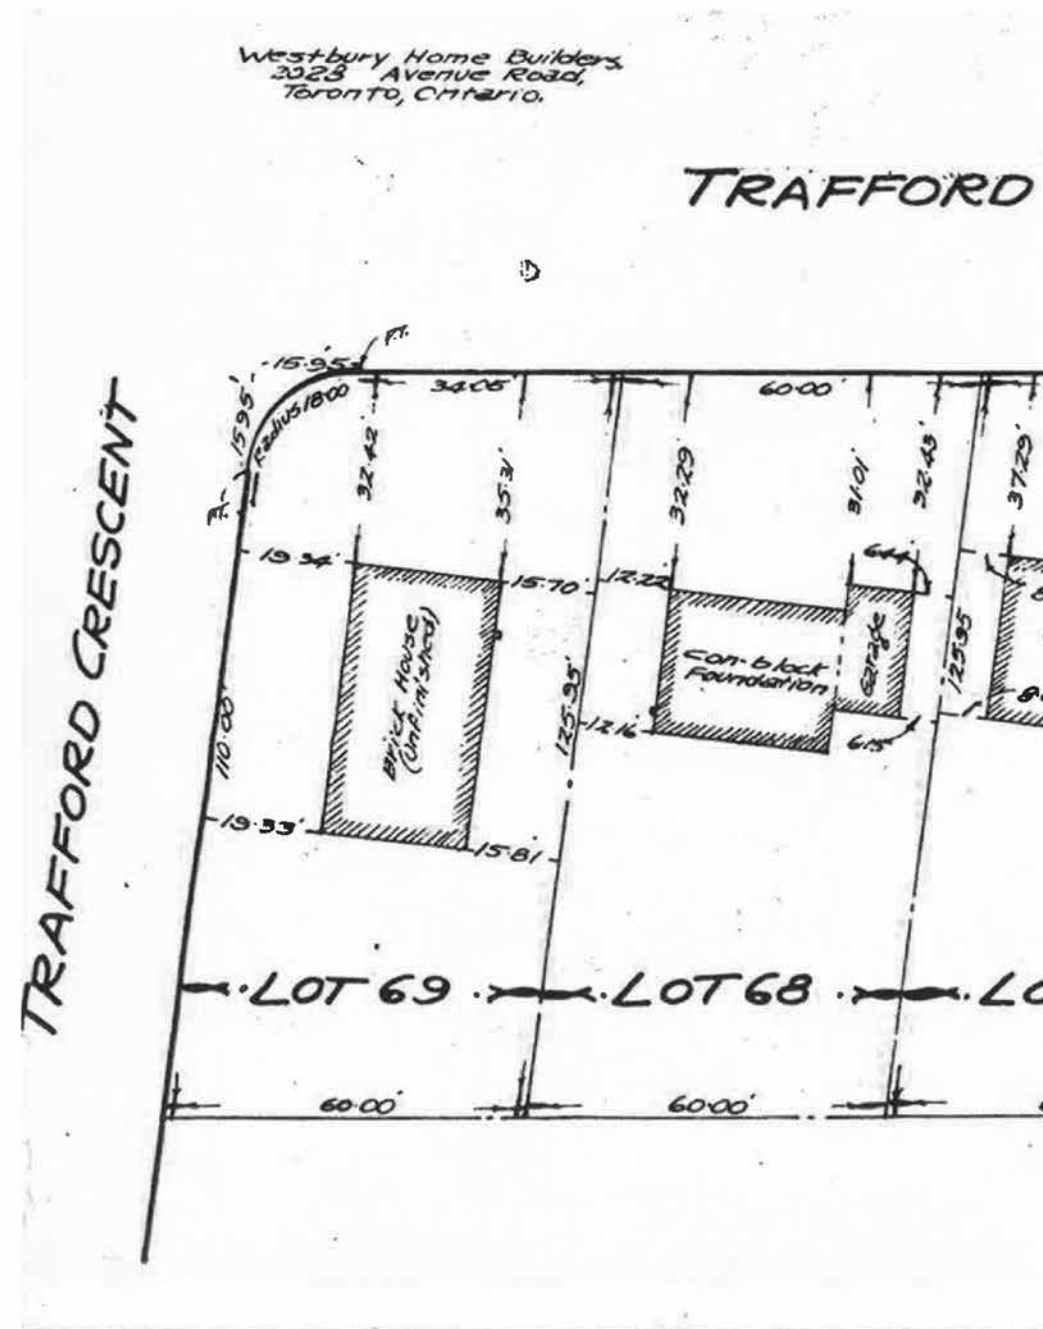 Westbury Home Builders,
2028 Avenue Road,
Toronto, Ontario.
TRAFFORD
TRAFFORD CRESCENT
P.T.
15.95'
15.95'
Radius 18.00
34.05'
60.00'
32.42
35.31'
32.29'
31.01'
32.43'
37.29'
19.34'
15.70'
12.22'
6.44'
Brick House
(Unfinished)
Con-block
Foundation
Garage
125.95'
125.95
12.16
6.15'
110.00'
19.33'
15.81'
LOT 69
LOT 68
LO
60.00'
60.00'